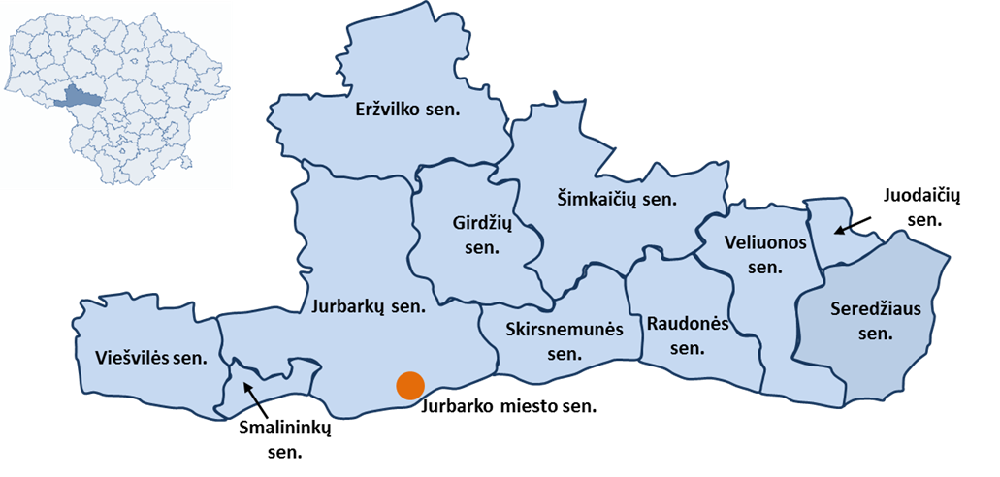 Eržvilko sen.
Šimkaičių sen.
Juodaičių
sen.
Girdžių
sen.
Veliuonos
sen.
Jurbarkų sen.
Seredžiaus
sen.
Skirsnemunės
sen.
Raudonės
sen.
Viešvilės sen.
Jurbarko miesto sen.
Smalininkų
sen.